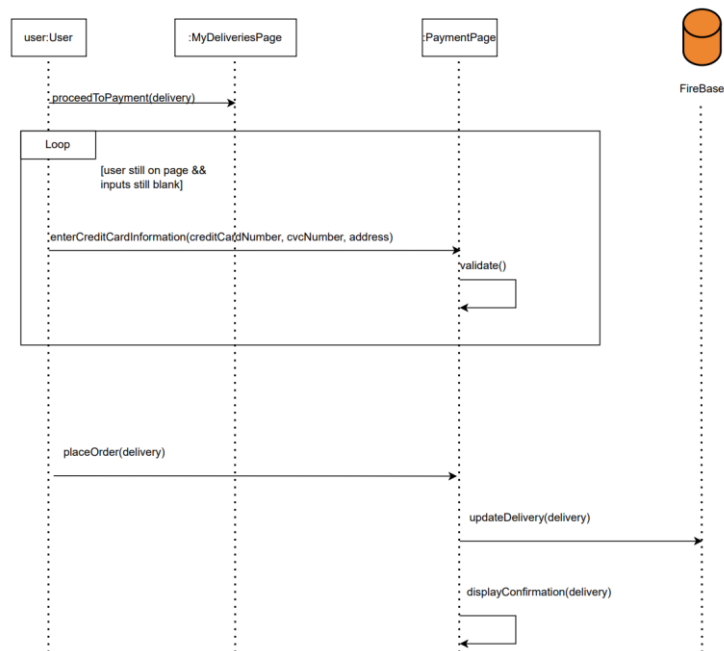 user:User
:MyDeliveriesPage
:PaymentPage
FireBase
proceedToPayment(delivery)
Loop
[user still on page &&
inputs still blank]
enterCreditCardInformation(creditCardNumber, cvcNumber, address)
validate()
placeOrder(delivery)
updateDelivery(delivery)
displayConfirmation(delivery)